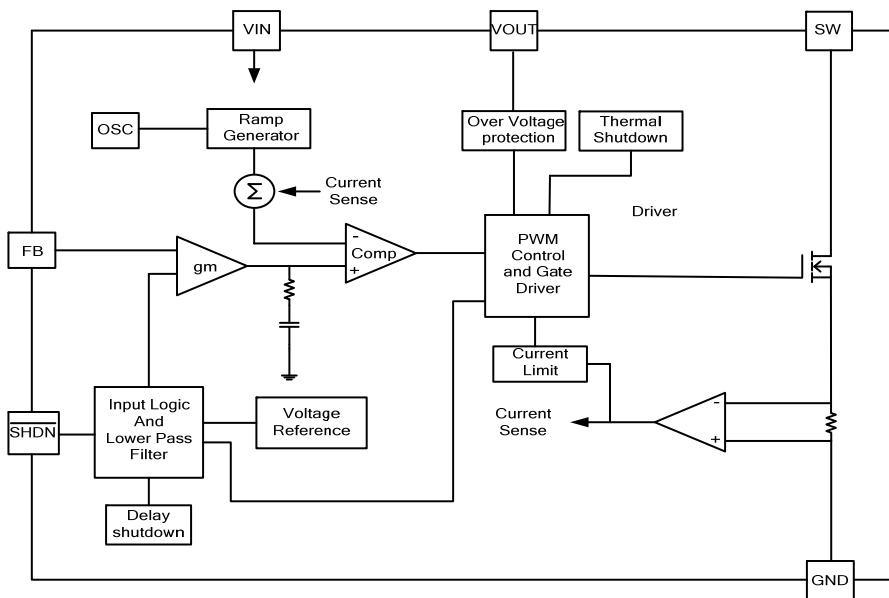 VIN
VOUT
SW
OSC
Ramp
Generator
Over Voltage
protection
Thermal
Shutdown
Σ
Current
Sense
Driver
FB
gm
-
Comp
+
PWM
Control
and Gate
Driver
Current
Limit
SHDN
Input Logic
And
Lower Pass
Filter
Voltage
Reference
Current
Sense
-
+
Delay
shutdown
GND